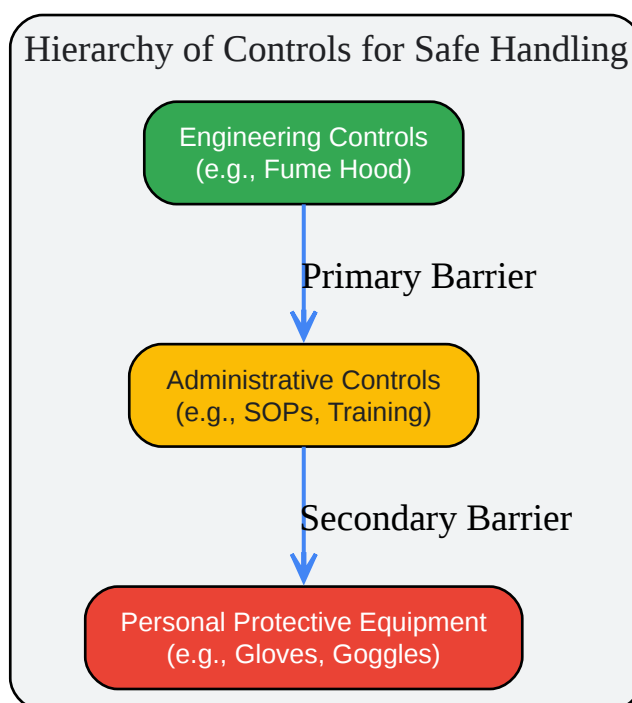 Hierarchy of Controls for Safe Handling
Engineering Controls
(e.g., Fume Hood)
Primary Barrier
Administrative Controls
(e.g., SOPs, Training)
Secondary Barrier
Personal Protective Equipment
(e.g., Gloves, Goggles)